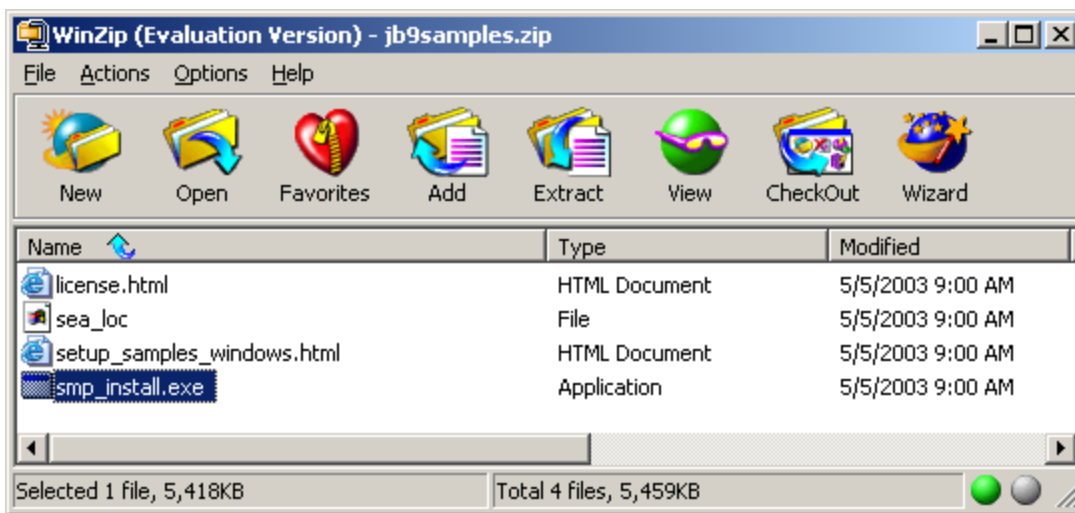 WinZip (Evaluation Version) - jb9samples.zip
File Actions Options Help
New Open Favorites Add Extract View CheckOut Wizard
Name Type Modified
license.html HTML Document 5/5/2003 9:00 AM
sea_loc File 5/5/2003 9:00 AM
setup_samples_windows.html HTML Document 5/5/2003 9:00 AM
smp_install.exe Application 5/5/2003 9:00 AM
Selected 1 file, 5,418KB Total 4 files, 5,459KB